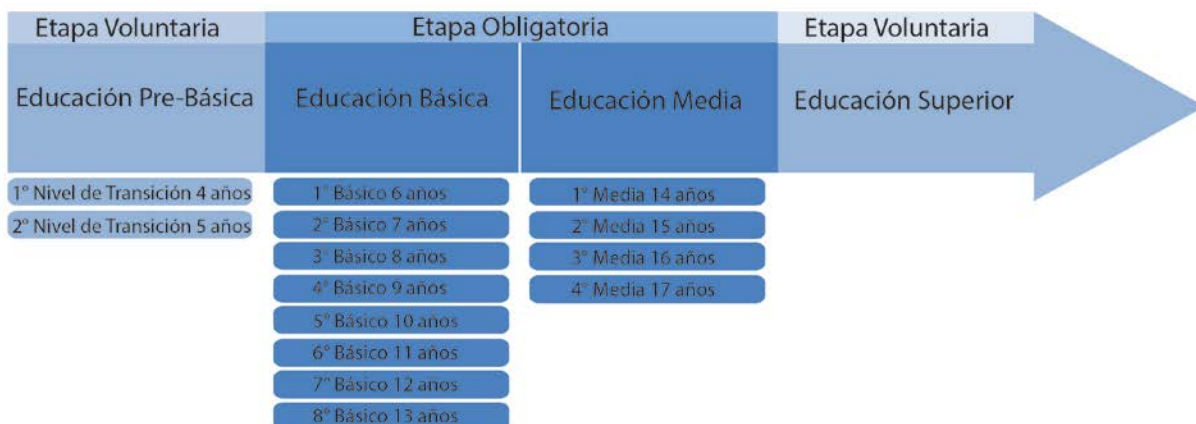 Etapa Voluntaria
Etapa Obligatoria
Etapa Voluntaria
Educación Pre-Básica
Educación Básica
Educación Media
Educación Superior
1° Nivel de Transición 4 años
2° Nivel de Transición 5 años
1° Básico 6 años
2° Básico 7 años
3° Básico 8 años
4° Básico 9 años
5° Básico 10 años
6° Básico 11 años
7° Básico 12 anos
8° Básico 13 años
1° Media 14 años
2° Media 15 años
3° Media 16 años
4° Media 17 años